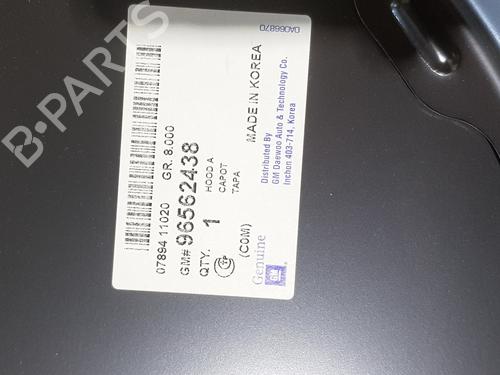 DA066870
07894 11020 GR. 8.000
GM# 96562438
QTY. 1 HOOD A
CAPOT
TAPA
MADE IN KOREA
(COM)
Distributed By
GM Daewoo Auto & Technology Co.
Inchon 403-714, Korea
Genuine
GM
B-PARTS